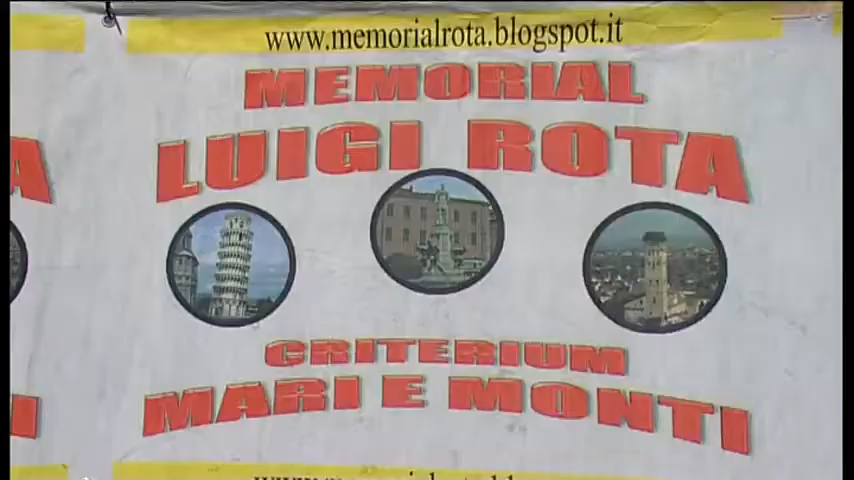 www.memorialrota.blogspot.it
MEMORIAL
LUIGI ROTA
CRITERIUM
MARI E MONTI